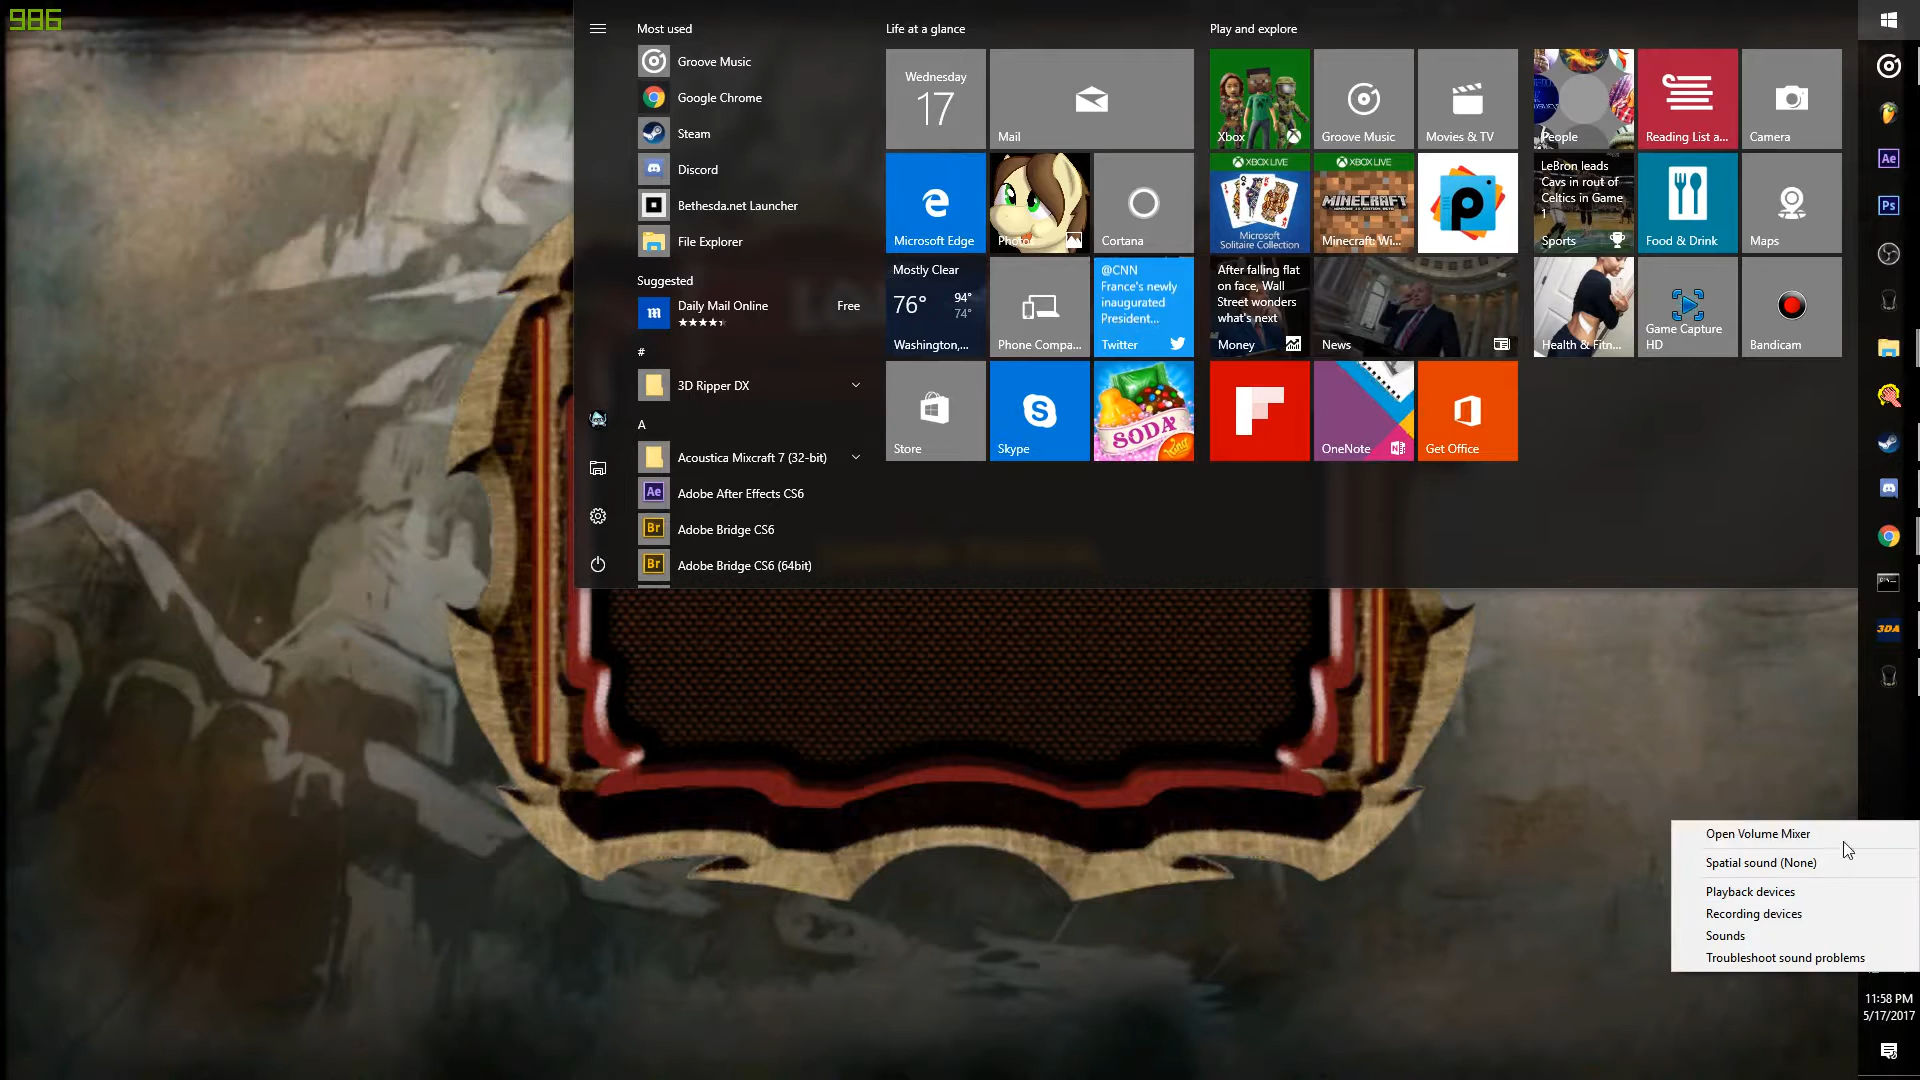 986
Most used
Groove Music
Google Chrome
Steam
Discord
Bethesda.net Launcher
File Explorer
Suggested
Daily Mail Online
Free
#
3D Ripper DX
A
Acoustica Mixcraft 7 (32-bit)
Ae
Adobe After Effects CS6
Br
Adobe Bridge CS6
Br
Adobe Bridge CS6 (64bit)
Life at a glance
Wednesday
17
Mail
Microsoft Edge
Photos
Cortana
Mostly Clear
76°
94°
74°
Washington,...
Phone Compa...
@CNN
France's newly
inaugurated
President...
Twitter
Store
Skype
SODA
King
Play and explore
Xbox
Groove Music
Movies & TV
XBOX LIVE
Microsoft
Solitaire Collection
XBOX LIVE
MINECRAFT
Minecraft: Wi...
After falling flat
on face, Wall
Street wonders
what's next
Money
News
OneNote
Get Office
People
Reading List a...
Camera
LeBron leads
Cavs in rout of
Celtics in Game
1
Sports
Food & Drink
Maps
Health & Fitn...
Game Capture
HD
Bandicam
Ae
Ps
3DA
Open Volume Mixer
Spatial sound (None)
Playback devices
Recording devices
Sounds
Troubleshoot sound problems
11:58 PM
5/17/2017